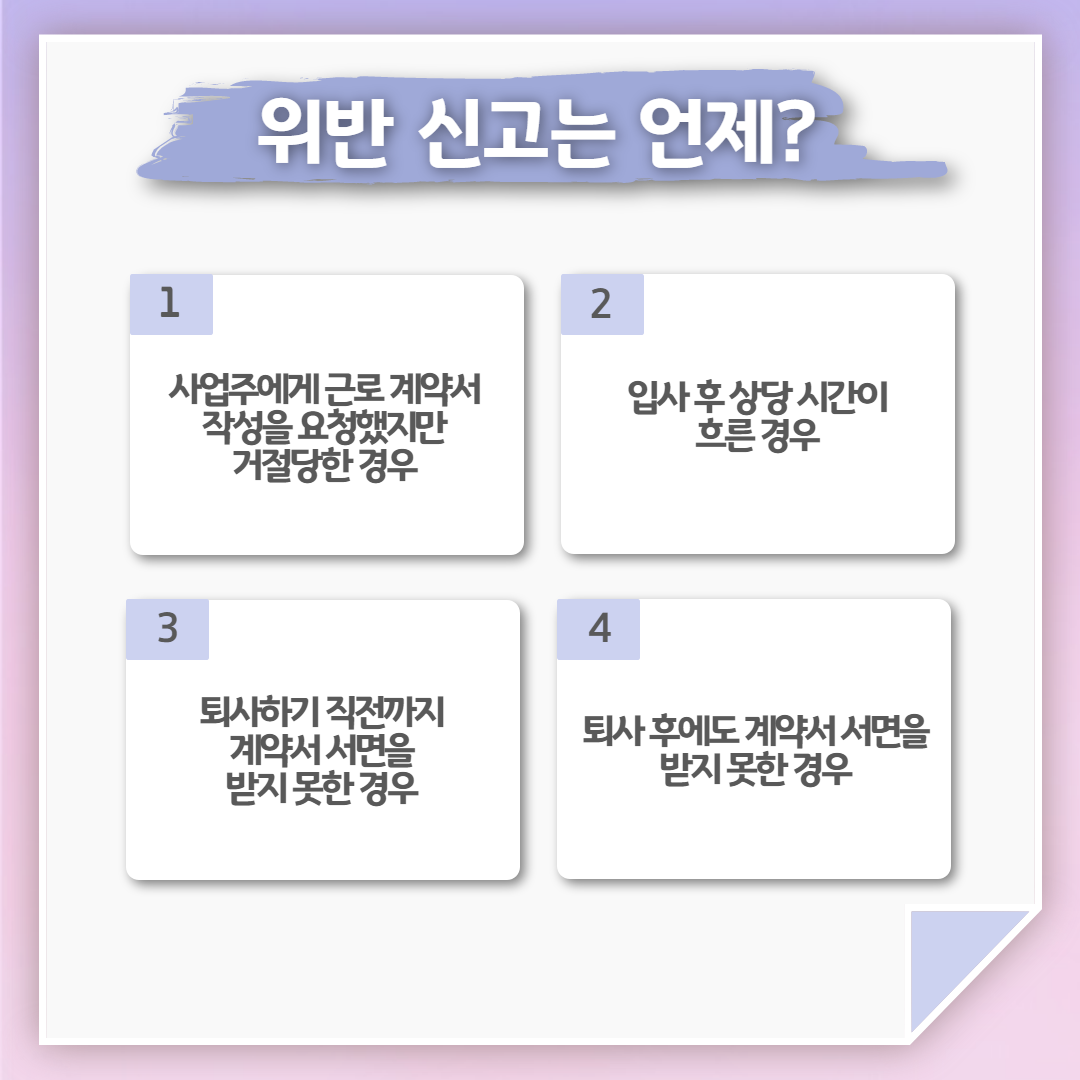 위반 신고는 언제?
1
사업주에게 근로 계약서
작성을 요청했지만
거절당한 경우
2
입사 후 상당 시간이
흐른 경우
3
퇴사하기 직전까지
계약서 서면을
받지 못한 경우
4
퇴사 후에도 계약서 서면을
받지 못한 경우